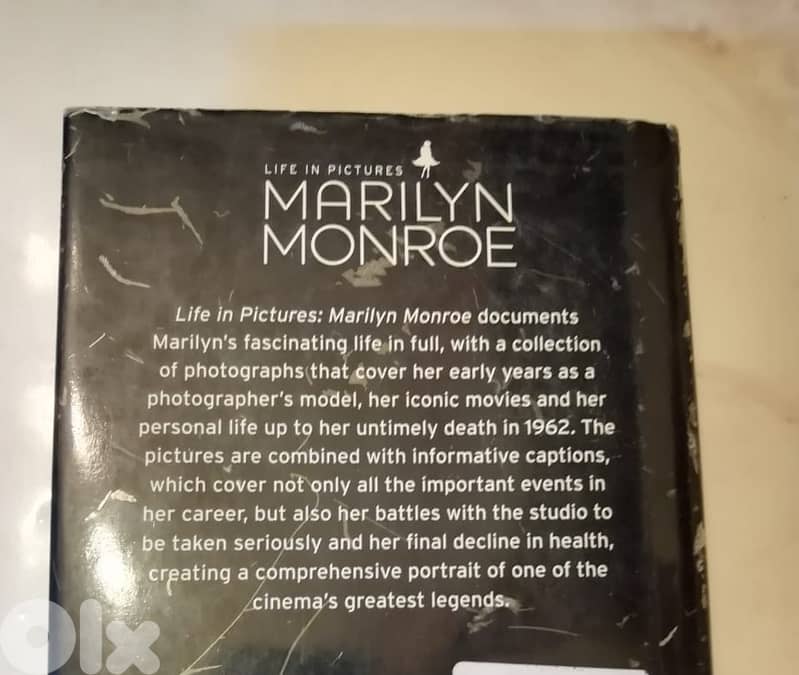 LIFE IN PICTURES
MARILYN
MONROE
Life in Pictures: Marilyn Monroe documents
Marilyn's fascinating life in full, with a collection
of photographs that cover her early years as a
photographer's model, her iconic movies and her
personal life up to her untimely death in 1962. The
pictures are combined with informative captions,
which cover not only all the important events in
her career, but also her battles with the studio to
be taken seriously and her final decline in health,
creating a comprehensive portrait of one of the
cinema's greatest legends.
olx